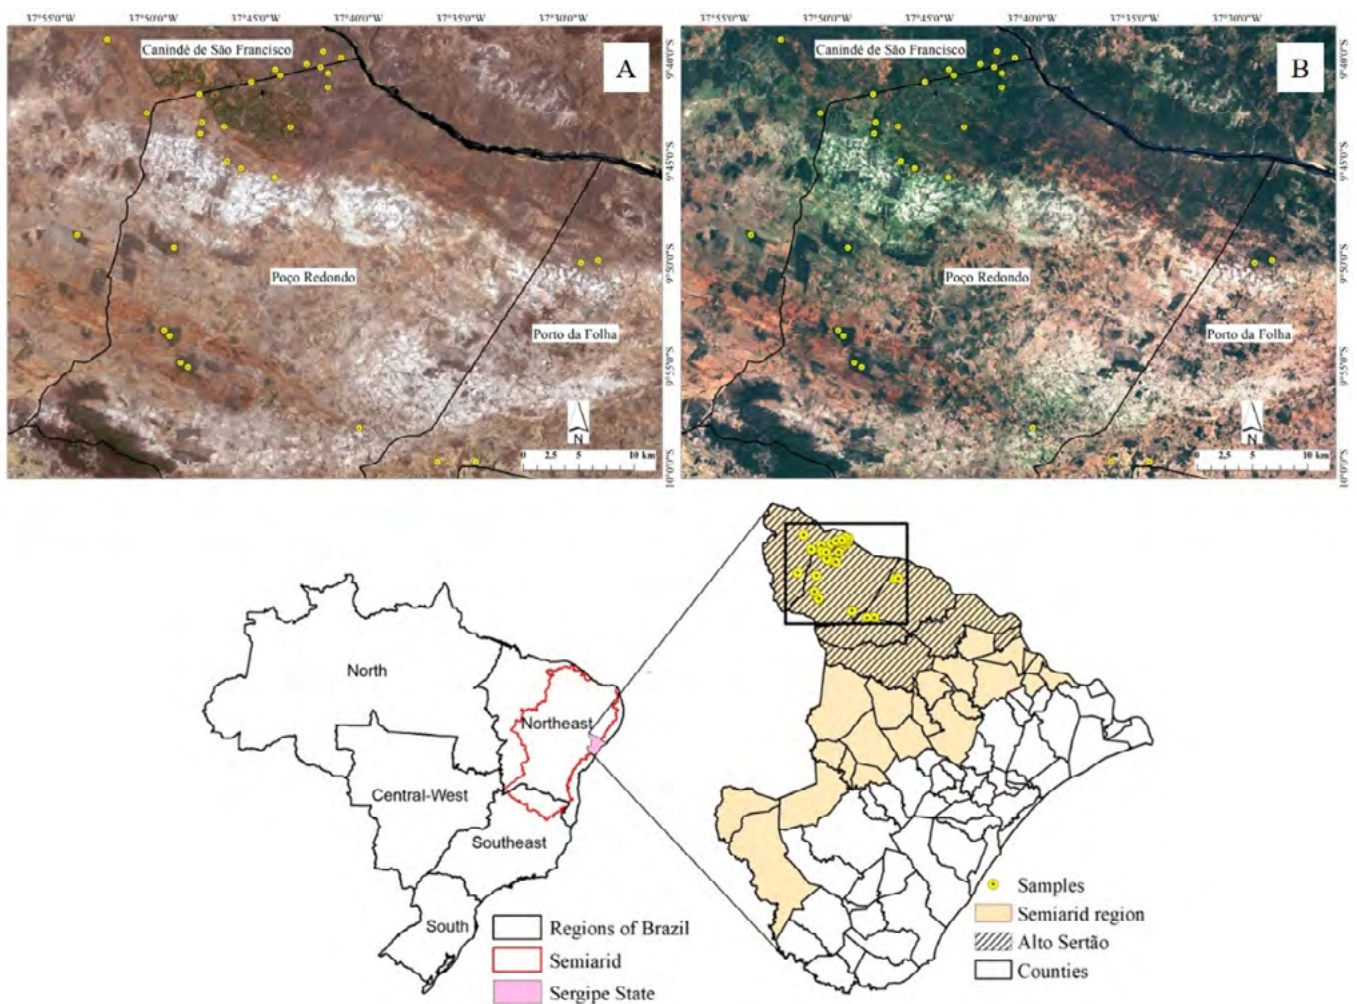 37°55'0"W 37°50'0"W 37°45'0"W 37°40'0"W 37°35'0"W 37°30'0"W
37°55'0"W 37°50'0"W 37°45'0"W 37°40'0"W 37°35'0"W 37°30'0"W
Canindé de São Francisco
A
Poço Redondo
Porto da Folha
N
0 2,5 5 10 km
Canindé de São Francisco
B
Poço Redondo
Porto da Folha
N
0 2,5 5 10 km
9°40'0"S
9°45'0"S
9°50'0"S
9°55'0"S
10°0'0"S
9°40'0"S
9°45'0"S
9°50'0"S
9°55'0"S
10°0'0"S
North
Northeast
Central-West
Southeast
South
Regions of Brazil
Semiarid
Sergipe State
Samples
Semiarid region
Alto Sertão
Counties